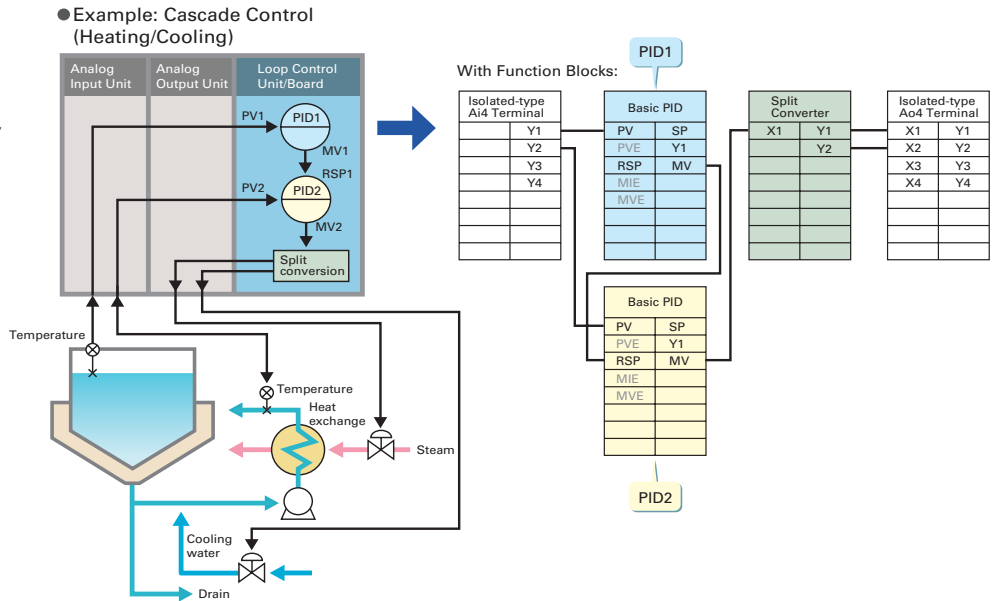 ● Example: Cascade Control
(Heating/Cooling)
Analog
Input Unit
Analog
Output Unit
Loop Control
Unit/Board
PV1
PID1
MV1
RSP1
PV2
PID2
MV2
Split
conversion
Temperature
Temperature
Heat
exchange
Steam
Cooling
water
Drain
With Function Blocks:
PID1
Isolated-type
Ai4 Terminal
Y1
Y2
Y3
Y4
Basic PID
PV SP
PVE Y1
RSP MV
MIE
MVE
Split
Converter
X1 Y1
Y2
Isolated-type
Ao4 Terminal
X1 Y1
X2 Y2
X3 Y3
X4 Y4
Basic PID
PV SP
PVE Y1
RSP MV
MIE
MVE
PID2